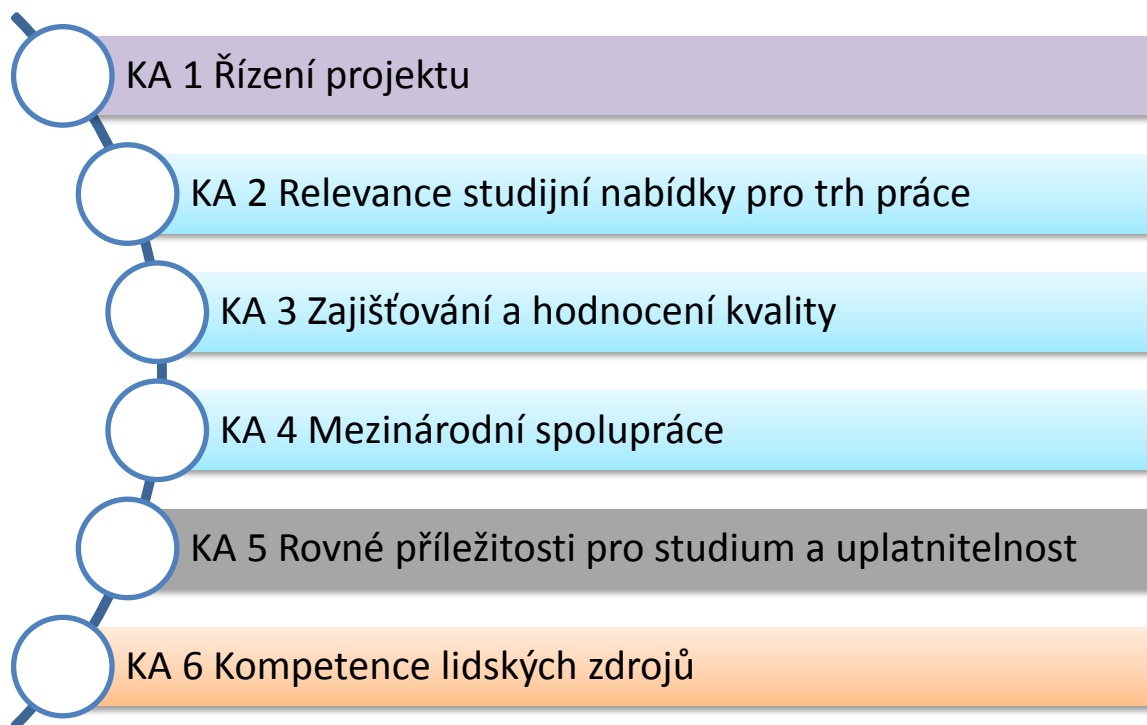 KA 1 Řízení projektu
KA 2 Relevance studijní nabídky pro trh práce
KA 3 Zajišťování a hodnocení kvality
KA 4 Mezinárodní spolupráce
KA 5 Rovné příležitosti pro studium a uplatnitelnost
KA 6 Kompetence lidských zdrojů